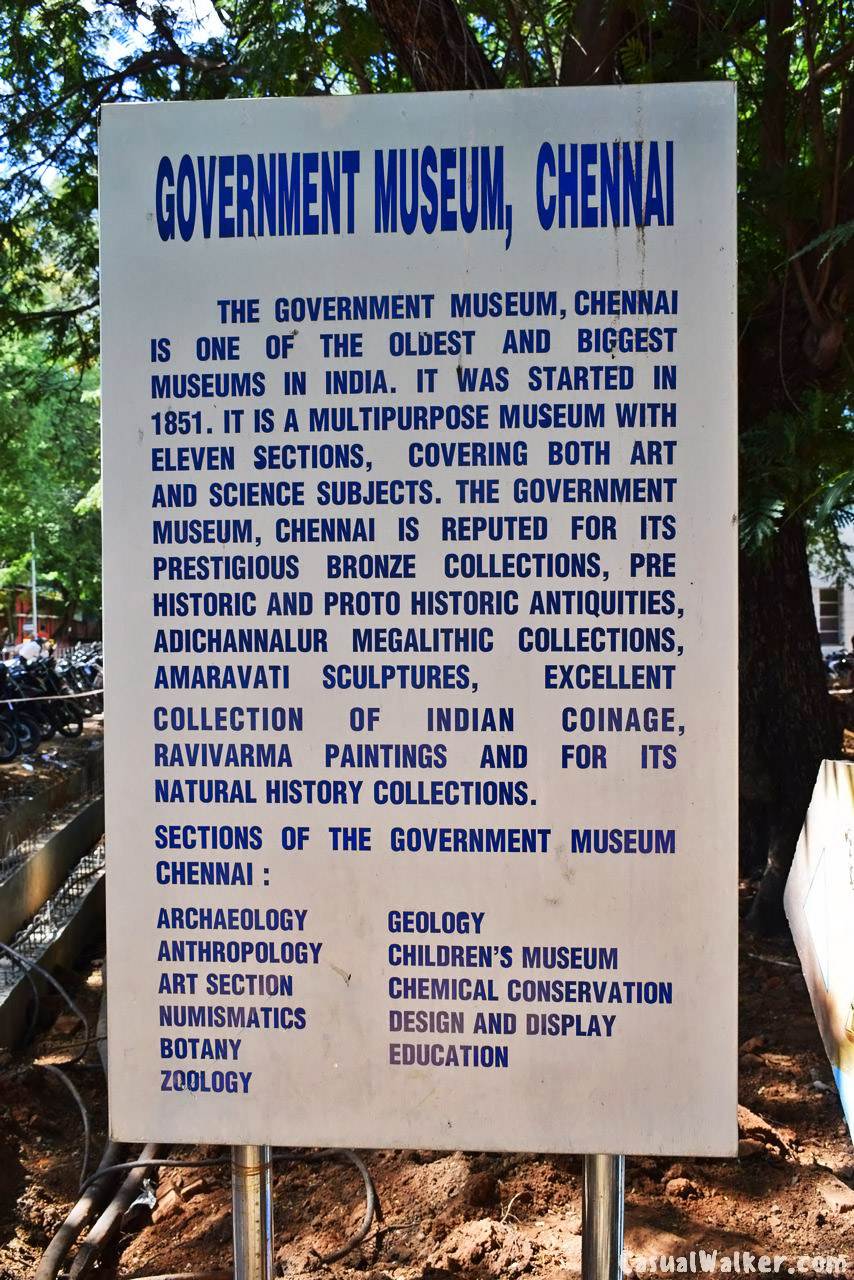 GOVERNMENT MUSEUM, CHENNAI
THE GOVERNMENT MUSEUM, CHENNAI
IS ONE OF THE OLDEST AND BIGGEST
MUSEUMS IN INDIA. IT WAS STARTED IN
1851. IT IS A MULTIPURPOSE MUSEUM WITH
ELEVEN SECTIONS, COVERING BOTH ART
AND SCIENCE SUBJECTS. THE GOVERNMENT
MUSEUM, CHENNAI IS REPUTED FOR ITS
PRESTIGIOUS BRONZE COLLECTIONS, PRE
HISTORIC AND PROTO HISTORIC ANTIQUITIES,
ADICHANNALUR MEGALITHIC COLLECTIONS,
AMARAVATI SCULPTURES, EXCELLENT
COLLECTION OF INDIAN COINAGE,
RAVIVARMA PAINTINGS AND FOR ITS
NATURAL HISTORY COLLECTIONS.
SECTIONS OF THE GOVERNMENT MUSEUM
CHENNAI :
ARCHAEOLOGY
ANTHROPOLOGY
ART SECTION
NUMISMATICS
BOTANY
ZOOLOGY
GEOLOGY
CHILDREN'S MUSEUM
CHEMICAL CONSERVATION
DESIGN AND DISPLAY
EDUCATION
CasualWalker.com